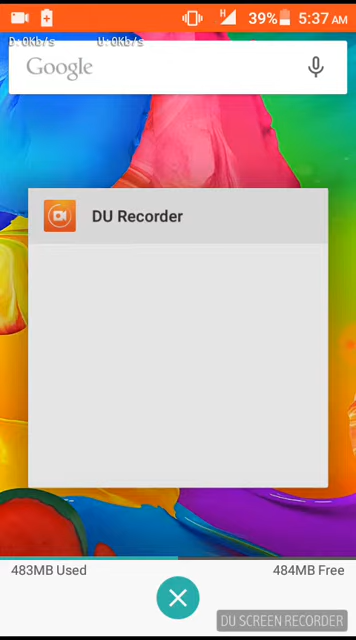 H 39% 5:37 AM
D:0Kb/s U:0Kb/s
Google
DU Recorder
483MB Used 484MB Free
DU SCREEN RECORDER